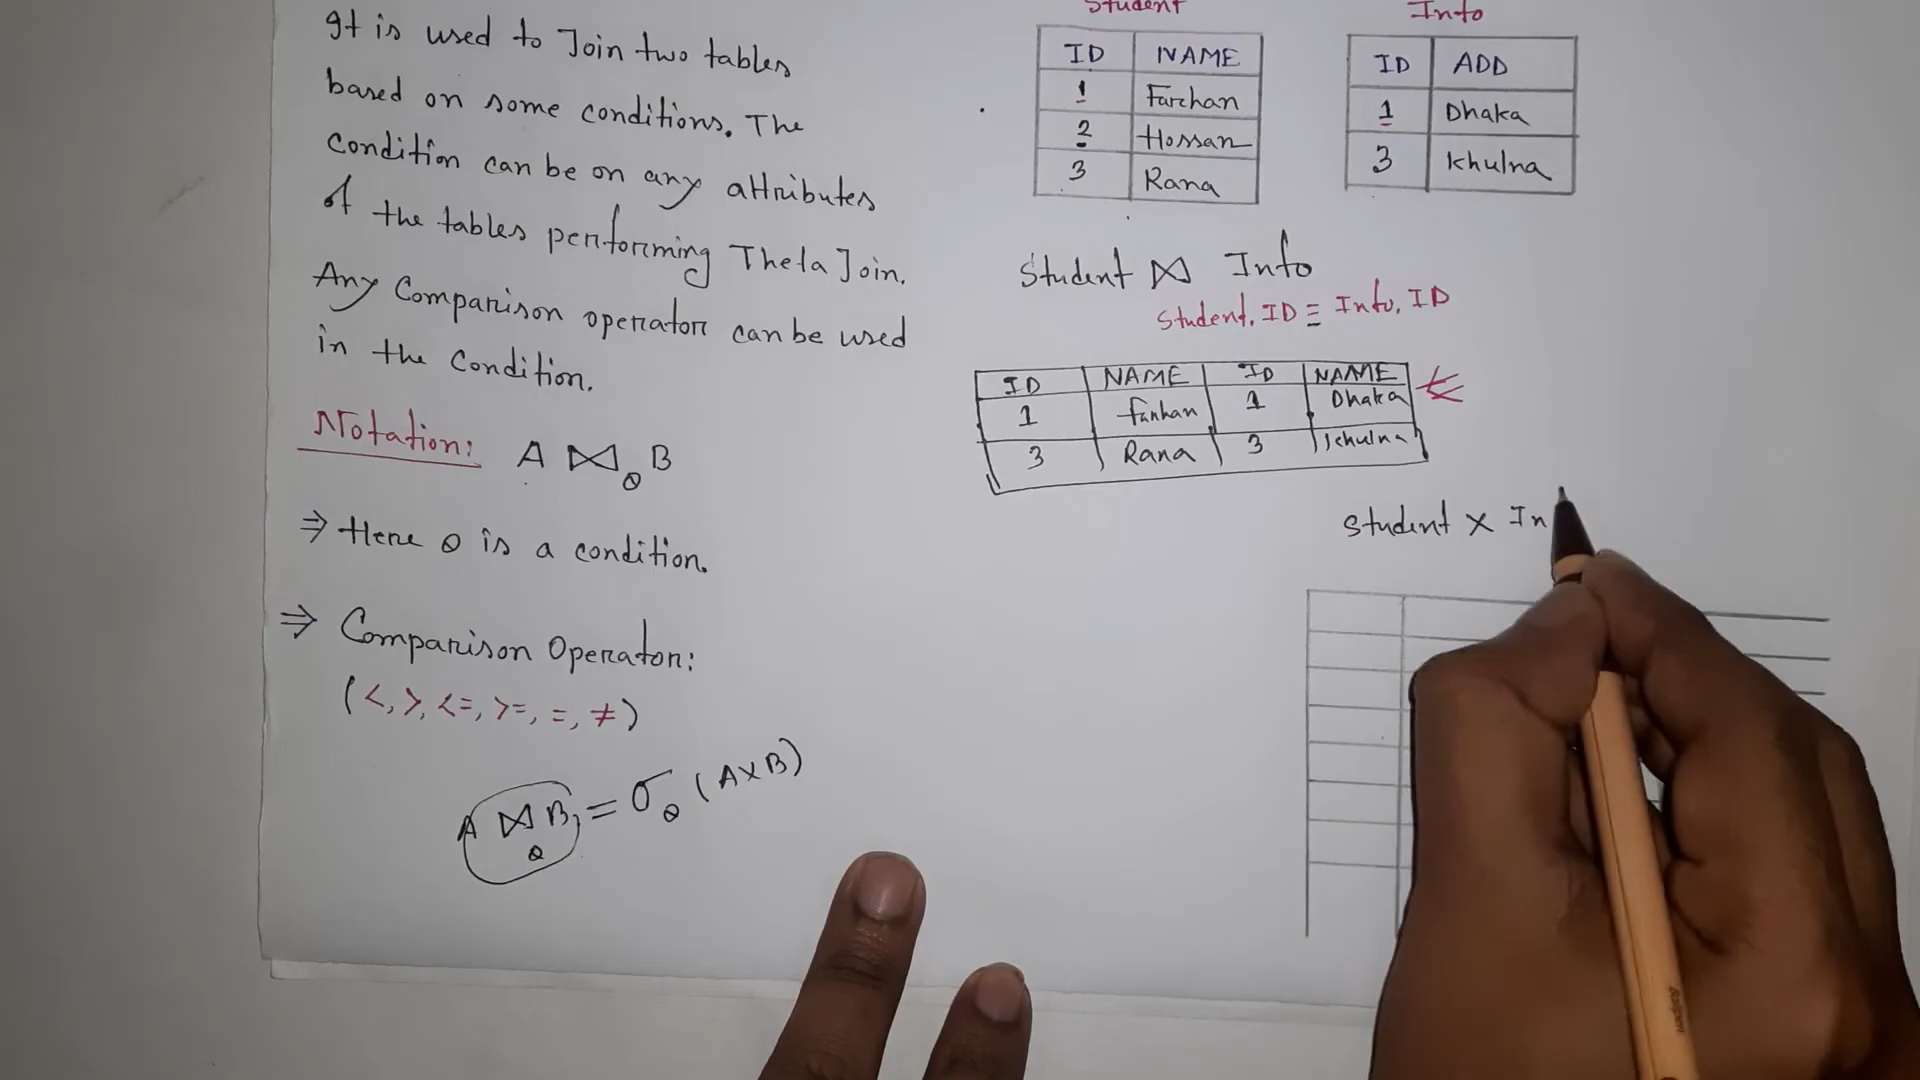 It is used to Join two tables
based on some conditions. The
Condition can be on any attributes
of the tables performing Theta Join.
Any Comparison operator can be used
in the Condition.
Notation: A ⋈θ B
⇒ Here θ is a condition.
⇒ Comparison Operator:
(<, >, <=, >=, =, ≠)
A ⋈θ B = σθ (A×B)
Student
ID NAME
1 Farhan
2 Hossan
3 Rana
Info
ID ADD
1 Dhaka
3 Khulna
Student ⋈ Info
Student.ID = Info.ID
ID NAME ID NAME
1 Farhan 1 Dhaka
3 Rana 3 Khulna
Student × In